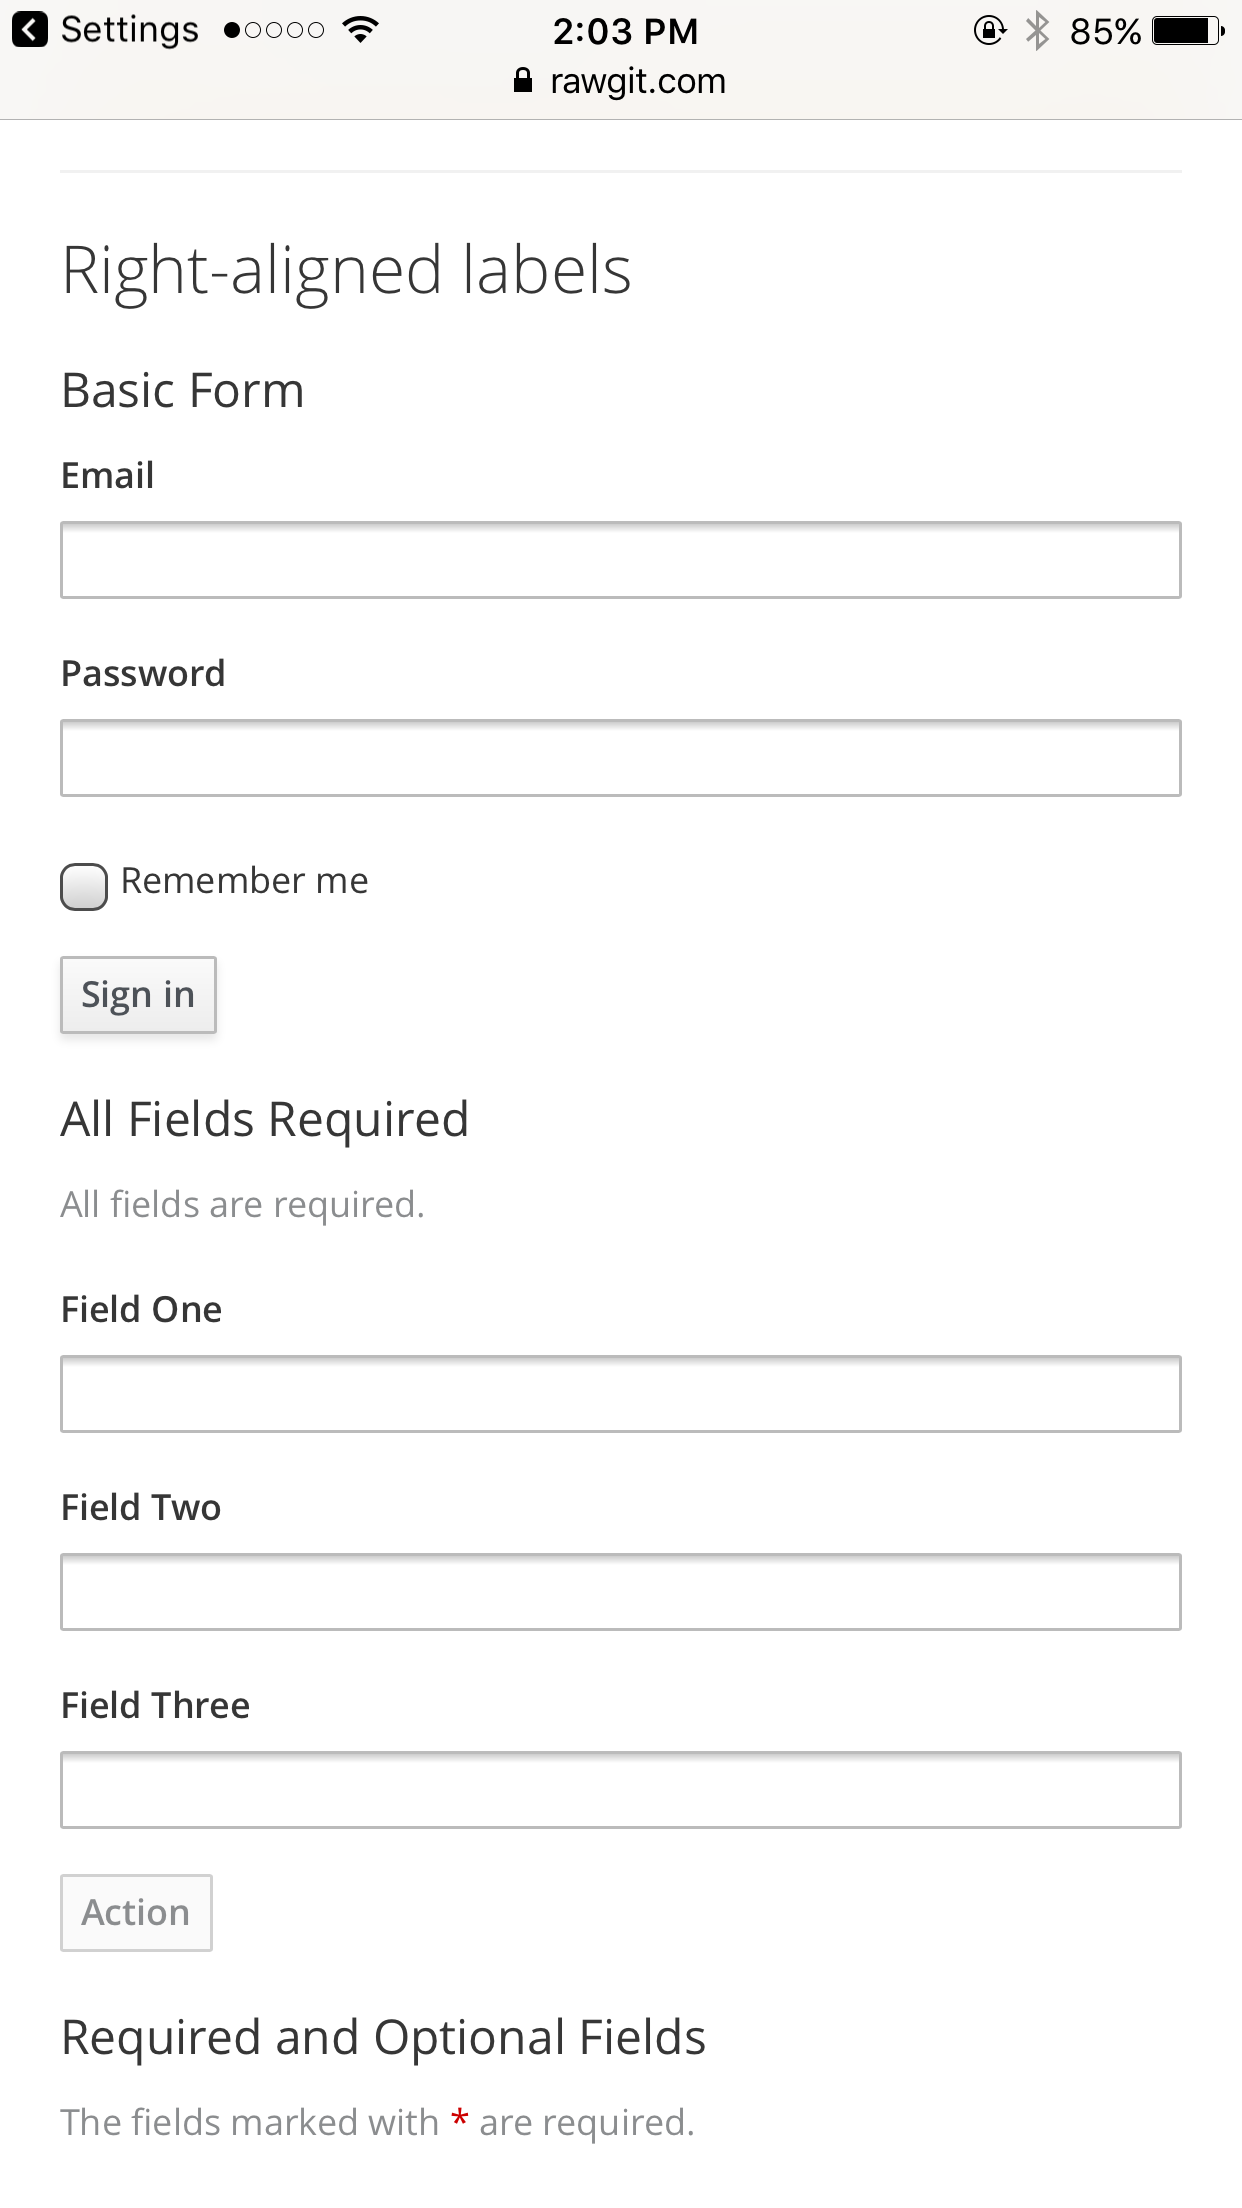 Settings 2:03 PM 85%
rawgit.com
Right-aligned labels
Basic Form
Email
Password
Remember me
Sign in
All Fields Required
All fields are required.
Field One
Field Two
Field Three
Action
Required and Optional Fields
The fields marked with * are required.